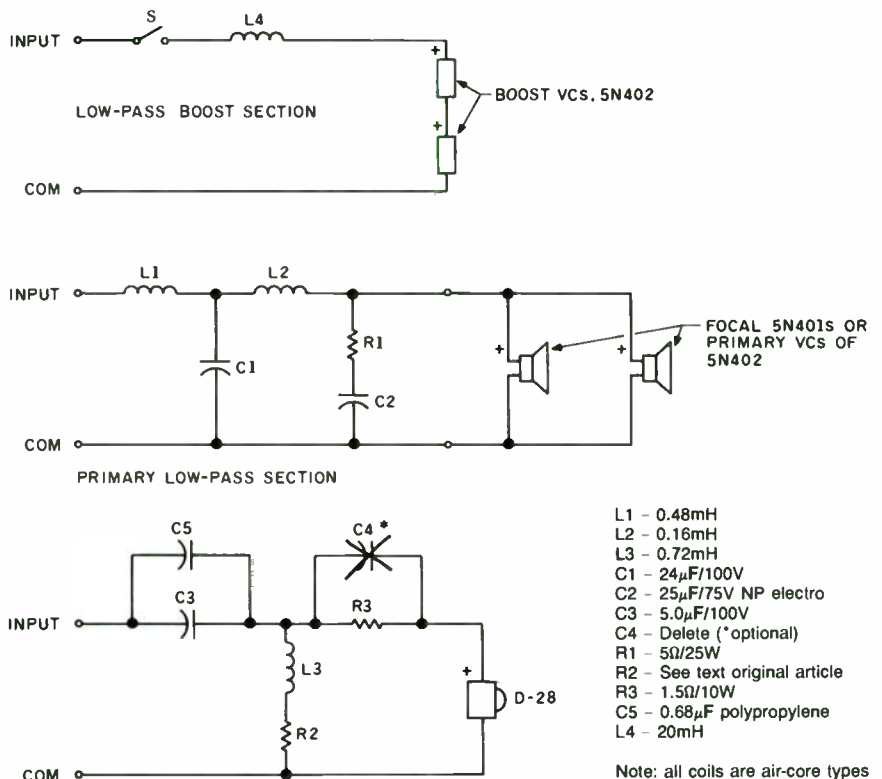 S
L4
INPUT
+
BOOST VCs, 5N402
LOW-PASS BOOST SECTION
+
COM
L1
L2
INPUT
FOCAL 5N401S OR
PRIMARY VCs OF
5N402
R1
+
+
C1
C2
COM
PRIMARY LOW-PASS SECTION
C5
C4*
L1 - 0.48mH
L2 - 0.16mH
L3 - 0.72mH
C1 - 24µF/100V
C2 - 25µF/75V NP electro
C3 - 5.0µF/100V
C4 - Delete (*optional)
R1 - 5Ω/25W
R2 - See text original article
R3 - 1.5Ω/10W
C5 - 0.68µF polypropylene
L4 - 20mH
C3
R3
INPUT
L3
+
D-28
R2
COM
Note: all coils are air-core types